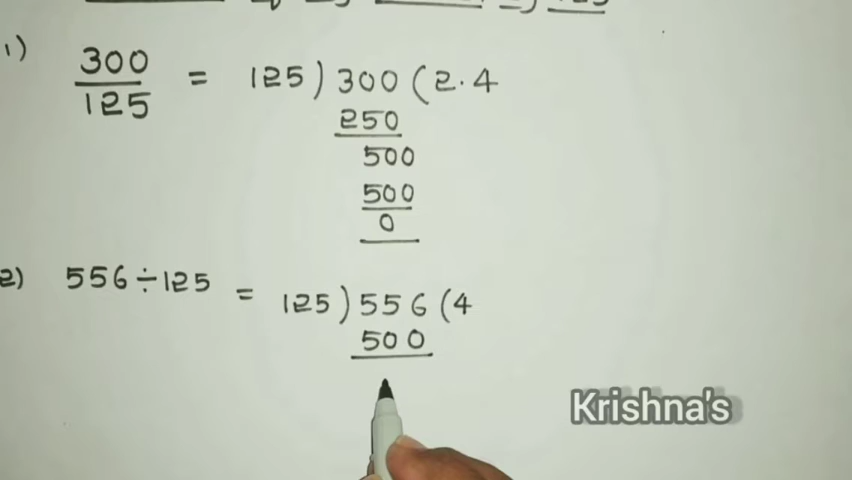 1) 300/125 = 125) 300 (2.4
250
500
500
0
2) 556÷125 = 125) 556 (4
500
Krishna's